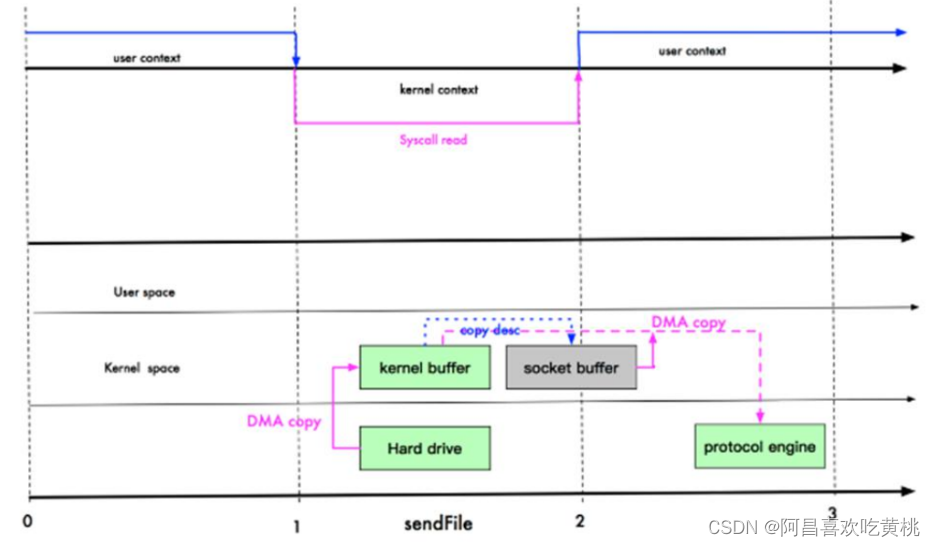 user context
user context
kernel context
Syscall read
User space
copy desc
DMA copy
Kernel space
kernel buffer
socket buffer
DMA copy
Hard drive
protocol engine
0
1
sendFile
2
3
CSDN @阿昌喜欢吃黄桃